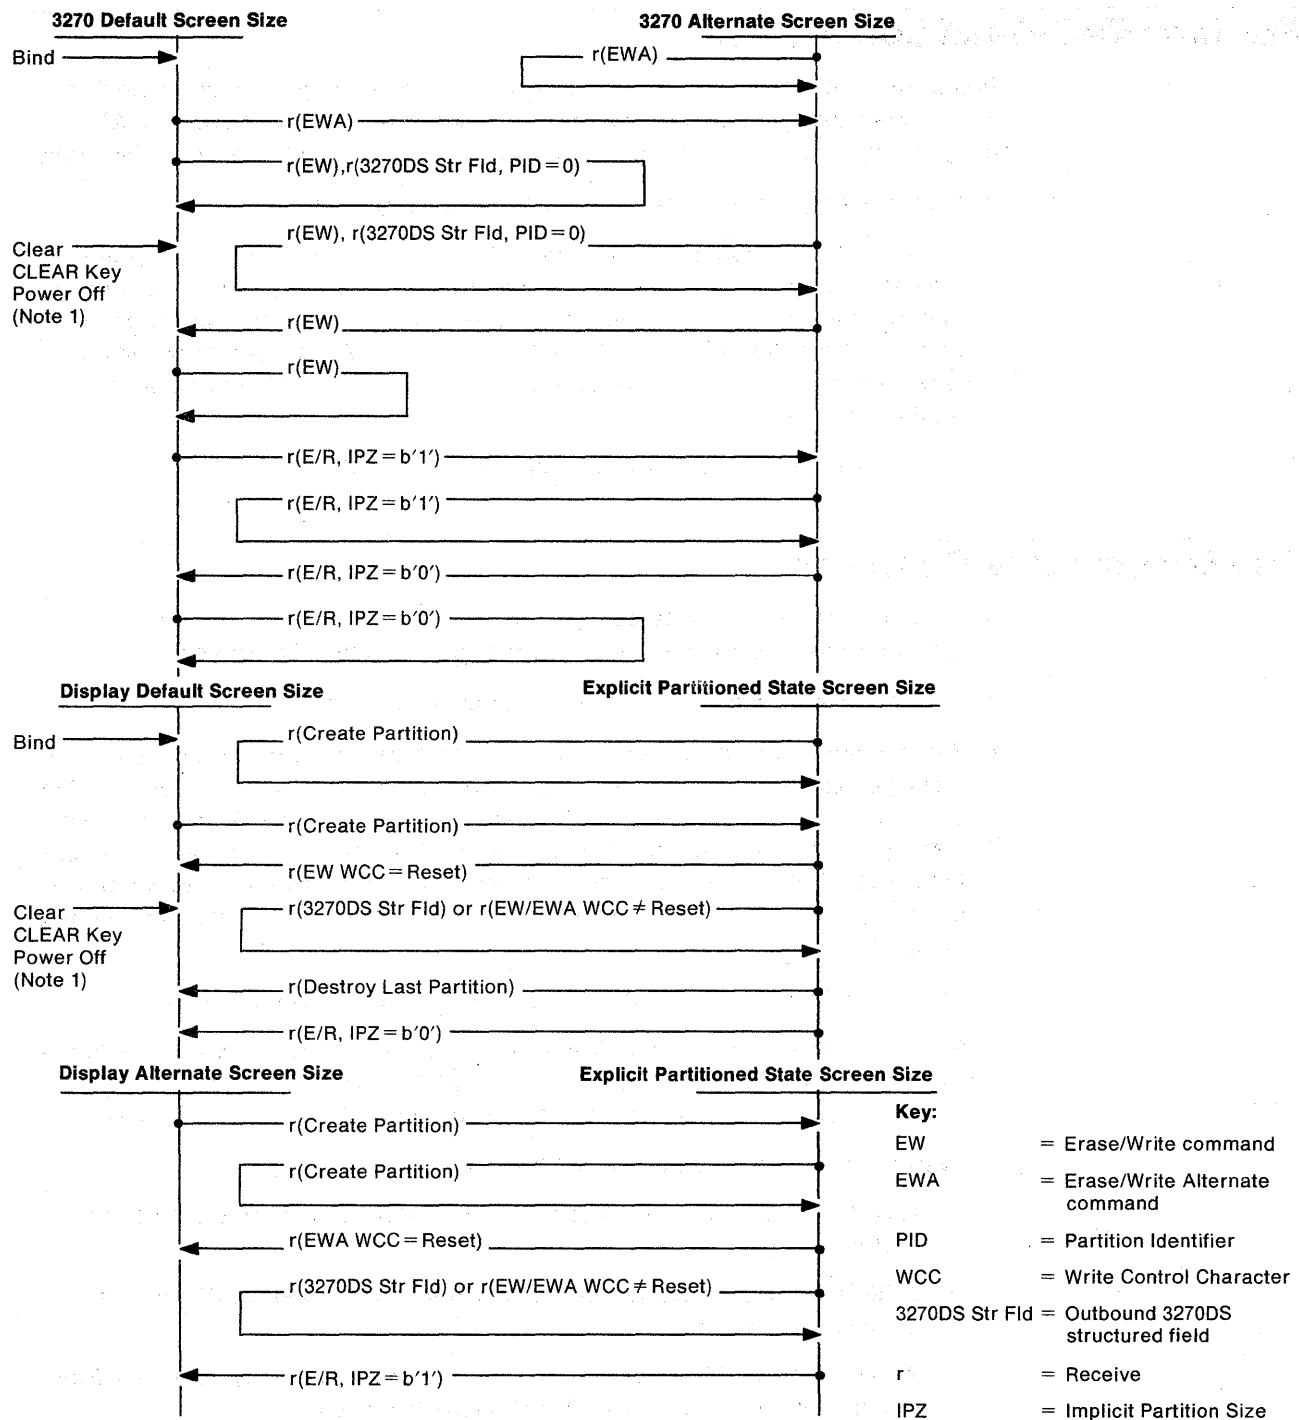 3270 Default Screen Size
3270 Alternate Screen Size
Bind
r(EWA)
r(EWA)
r(EW),r(3270DS Str Fld, PID=0)
r(EW), r(3270DS Str Fld, PID=0)
Clear
CLEAR Key
Power Off
(Note 1)
r(EW)
r(EW)
r(E/R, IPZ=b'1')
r(E/R, IPZ=b'1')
r(E/R, IPZ=b'0')
r(E/R, IPZ=b'0')
Display Default Screen Size
Explicit Partitioned State Screen Size
Bind
r(Create Partition)
r(Create Partition)
r(EW WCC=Reset)
Clear
CLEAR Key
Power Off
(Note 1)
r(3270DS Str Fld) or r(EW/EWA WCC≠Reset)
r(Destroy Last Partition)
r(E/R, IPZ=b'0')
Display Alternate Screen Size
Explicit Partitioned State Screen Size
r(Create Partition)
r(Create Partition)
r(EWA WCC=Reset)
r(3270DS Str Fld) or r(EW/EWA WCC≠Reset)
r(E/R, IPZ=b'1')
Key:
EW = Erase/Write command
EWA = Erase/Write Alternate
command
PID = Partition Identifier
WCC = Write Control Character
3270DS Str Fld = Outbound 3270DS
structured field
r = Receive
IPZ = Implicit Partition Size